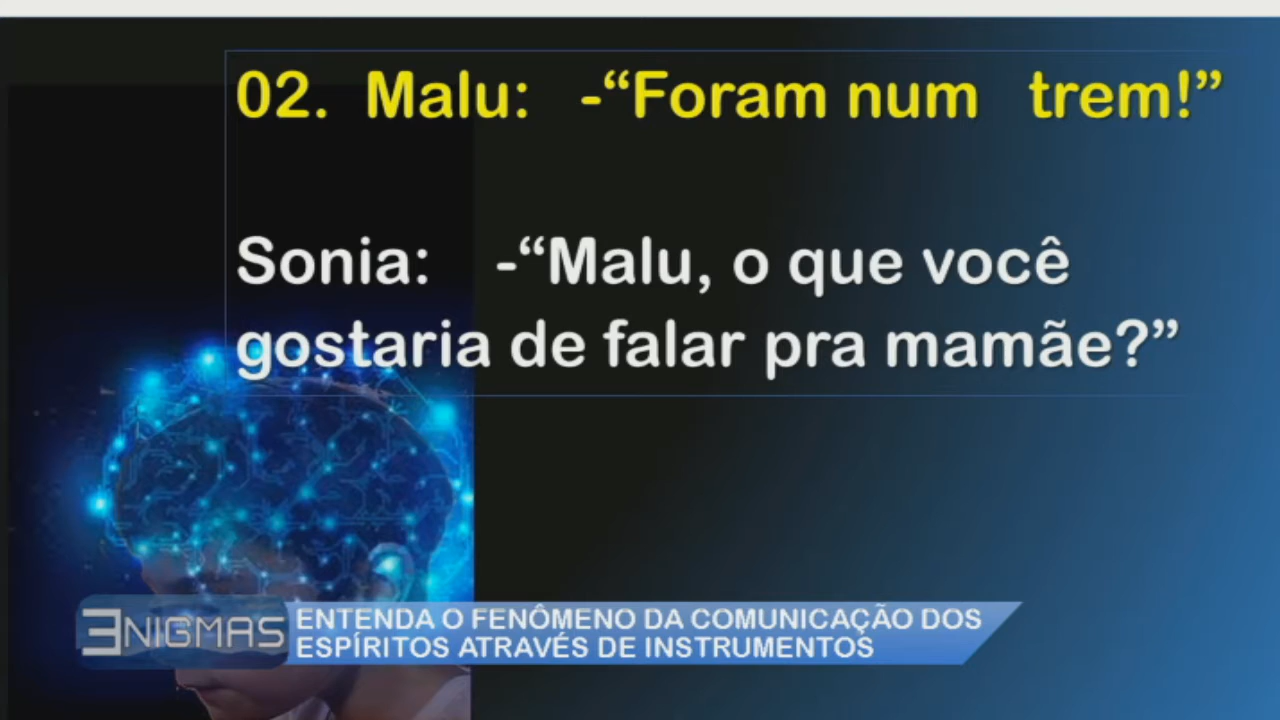 02. Malu: -“Foram num trem!”
Sonia: -“Malu, o que você
gostaria de falar pra mamãe?”
ENIGMAS
ENTENDA O FENÔMENO DA COMUNICAÇÃO DOS
ESPÍRITOS ATRAVÉS DE INSTRUMENTOS